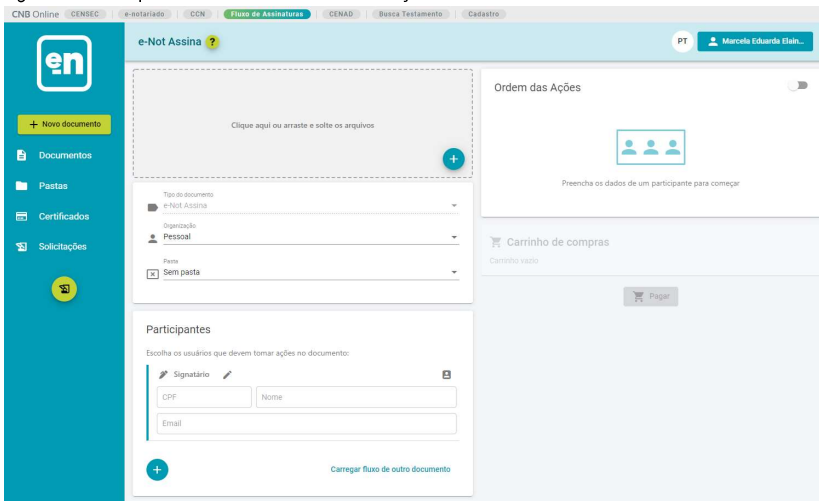 CNB Online CENSEC e-notariado CCN Fluxo de Assinaturas CENAD Busca Testamento Cadastro
en
e-Not Assina ?
PT Marcela Eduarda Elain...
+ Novo documento
Documentos
Pastas
Certificados
Solicitações
Clique aqui ou arraste e solte os arquivos
+
Tipo do documento
e-Not Assina
Organização
Pessoal
Pasta
Sem pasta
Participantes
Escolha os usuários que devem tomar ações no documento:
Signatário
CPF Nome
Email
+ Carregar fluxo de outro documento
Ordem das Ações
Preencha os dados de um participante para começar
Carrinho de compras
Carrinho vazio
Pagar